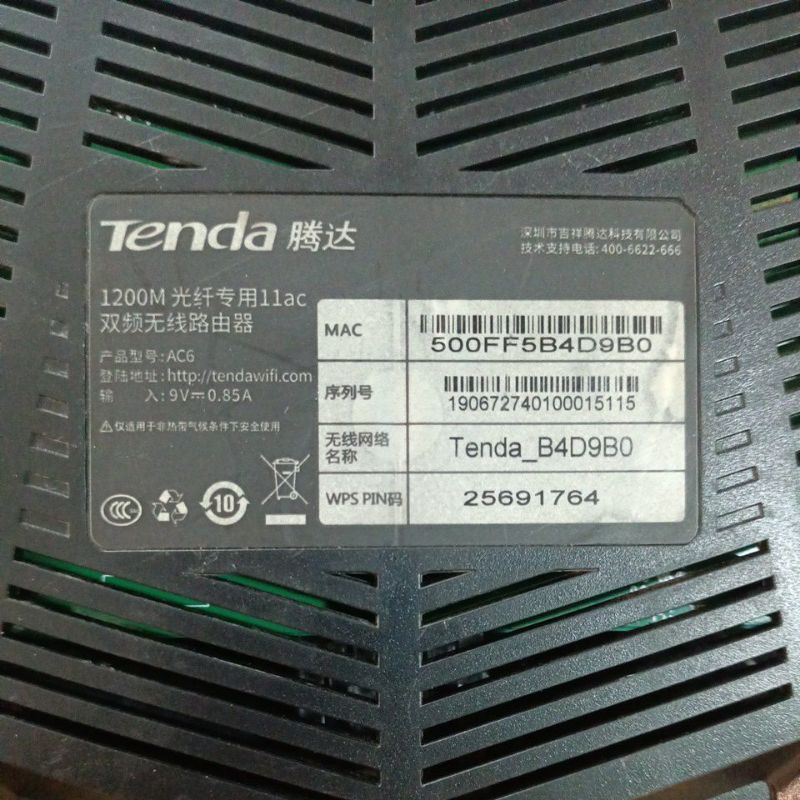 Tenda 腾达
深圳市吉祥腾达科技有限公司
技术支持电话: 400-6622-666
1200M 光纤专用11ac
双频无线路由器
产品型号: AC6
登陆地址: http://tendawifi.com
输 入: 9V⎓0.85A
⚠仅适用于非热带气候条件下安全使用
CCC
10
MAC
500FF5B4D9B0
序列号
190672740100015115
无线网络
名称
Tenda_B4D9B0
WPS PIN码
25691764